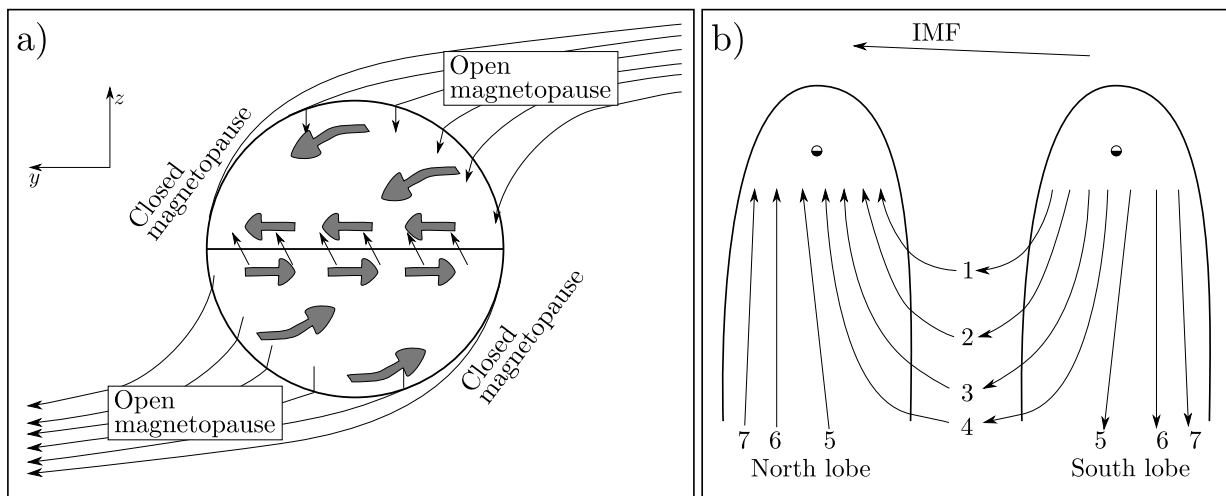 a)
Open
magnetopause
z
y
Closed
magnetopause
Closed
magnetopause
Open
magnetopause
b)
IMF
1
2
3
4
7 6 5
5 6 7
North lobe
South lobe